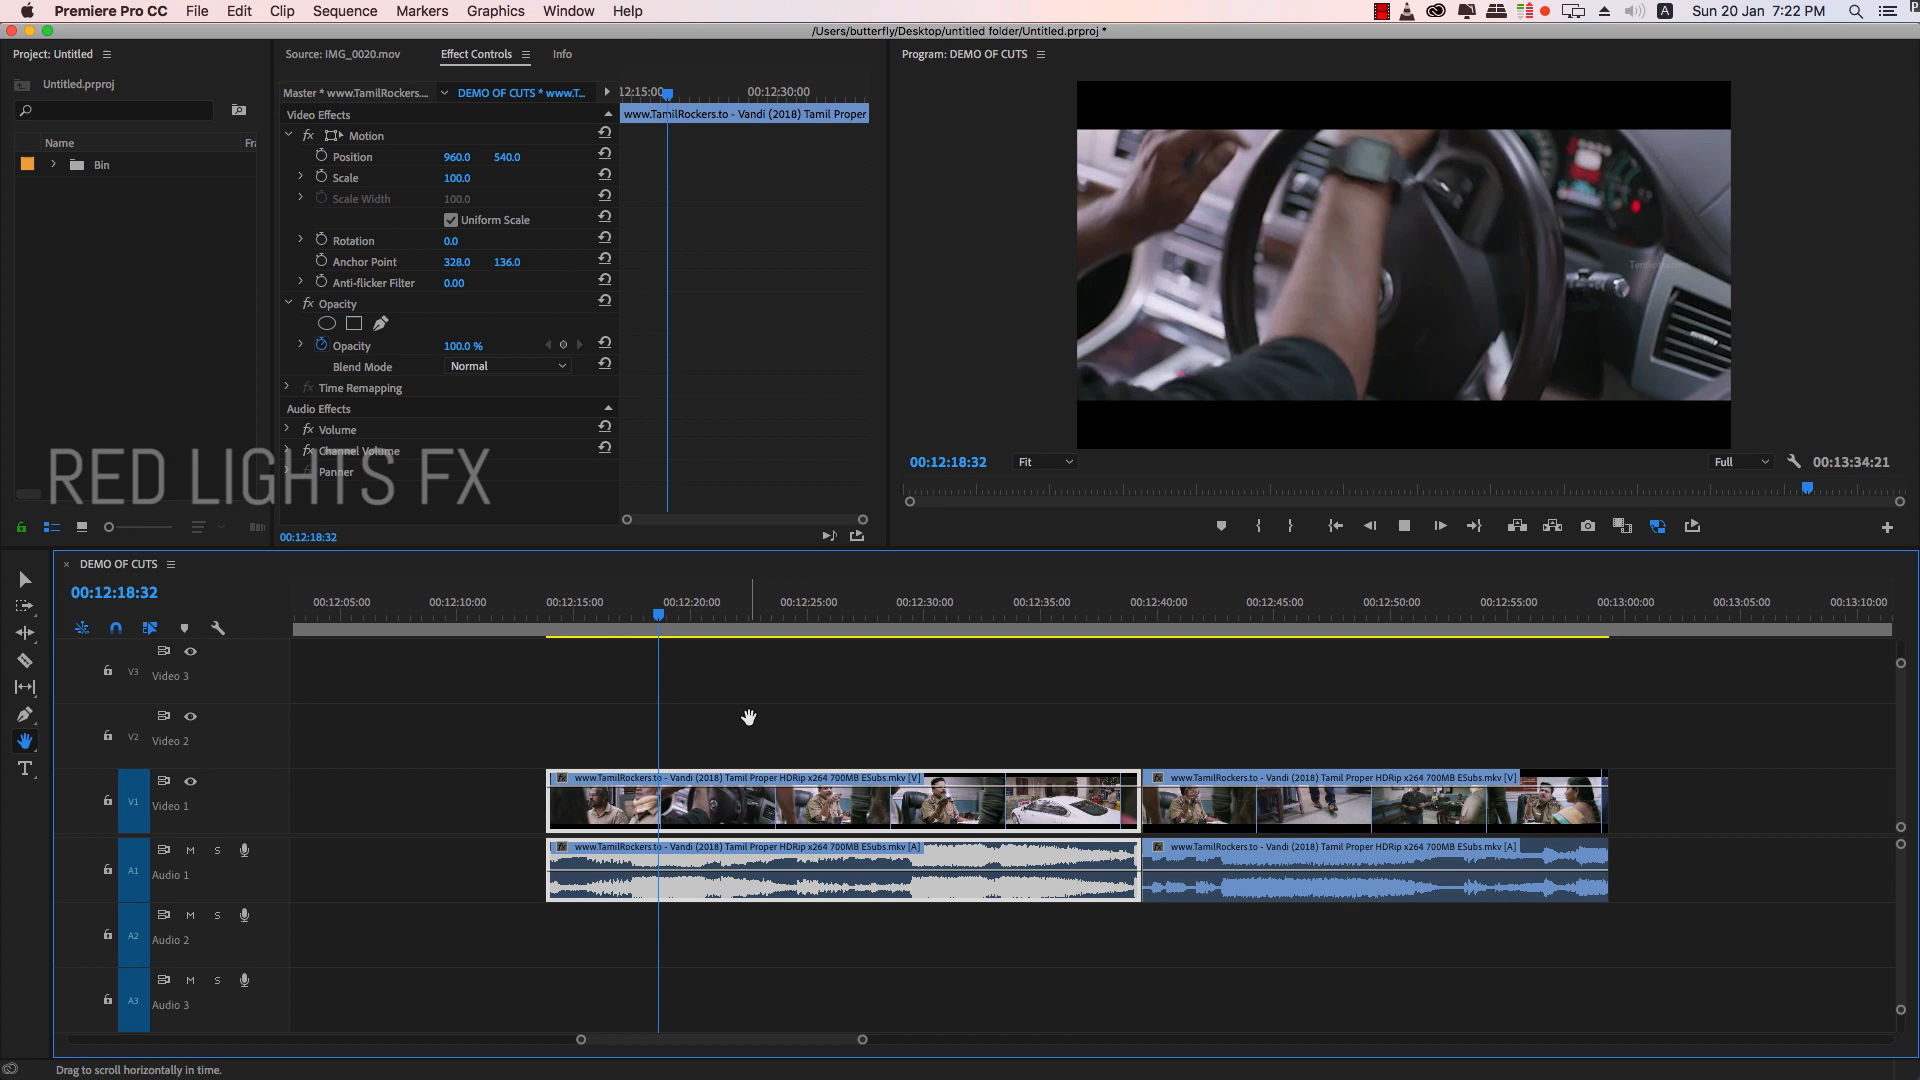 Premiere Pro CC File Edit Clip Sequence Markers Graphics Window Help
A Sun 20 Jan 7:22 PM
/Users/butterfly/Desktop/untitled folder/Untitled.prproj *
Project: Untitled
Source: IMG_0020.mov Effect Controls Info
Program: DEMO OF CUTS
Untitled.prproj
Name
Bin
Master * www.TamilRockers.... DEMO OF CUTS * www.T...
12:15:00 00:12:30:00
Video Effects
www.TamilRockers.to - Vandi (2018) Tamil Proper
fx Motion
Position 960.0 540.0
Scale 100.0
Scale Width 100.0
Uniform Scale
Rotation 0.0
Anchor Point 328.0 136.0
Anti-flicker Filter 0.00
fx Opacity
Opacity 100.0 %
Blend Mode Normal
fx Time Remapping
Audio Effects
fx Volume
fx Channel Volume
Panner
RED LIGHTS FX
00:12:18:32
00:12:18:32 Fit Full 00:13:34:21
DEMO OF CUTS
00:12:18:32
00:12:05:00 00:12:10:00 00:12:15:00 00:12:20:00 00:12:25:00 00:12:30:00 00:12:35:00 00:12:40:00 00:12:45:00 00:12:50:00 00:12:55:00 00:13:00:00 00:13:05:00 00:13:10:00
V3 Video 3
V2 Video 2
fx www.TamilRockers.to - Vandi (2018) Tamil Proper HDRip x264 700MB ESubs.mkv [V] fx www.TamilRockers.to - Vandi (2018) Tamil Proper HDRip x264 700MB ESubs.mkv [V]
V1 Video 1
fx www.TamilRockers.to - Vandi (2018) Tamil Proper HDRip x264 700MB ESubs.mkv [A] fx www.TamilRockers.to - Vandi (2018) Tamil Proper HDRip x264 700MB ESubs.mkv [A]
M S
A1 Audio 1
M S
A2 Audio 2
M S
A3 Audio 3
Drag to scroll horizontally in time.